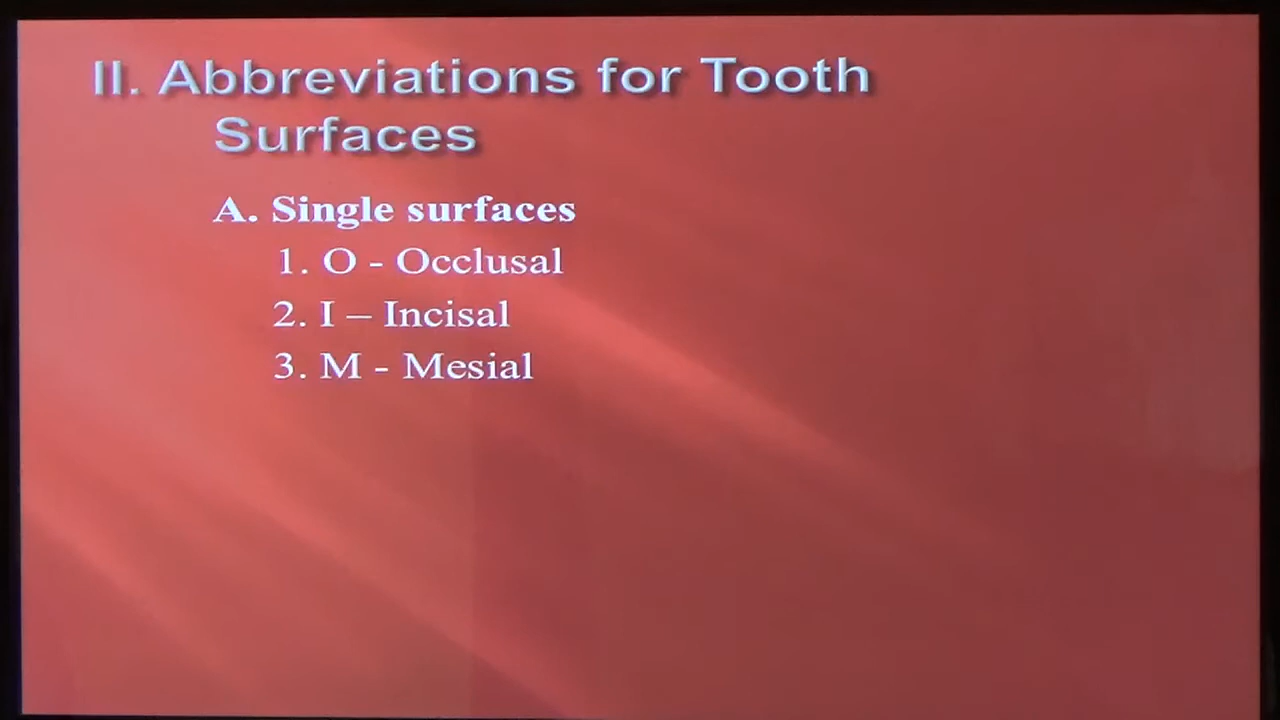 II. Abbreviations for Tooth
Surfaces
A. Single surfaces
1. O - Occlusal
2. I – Incisal
3. M - Mesial